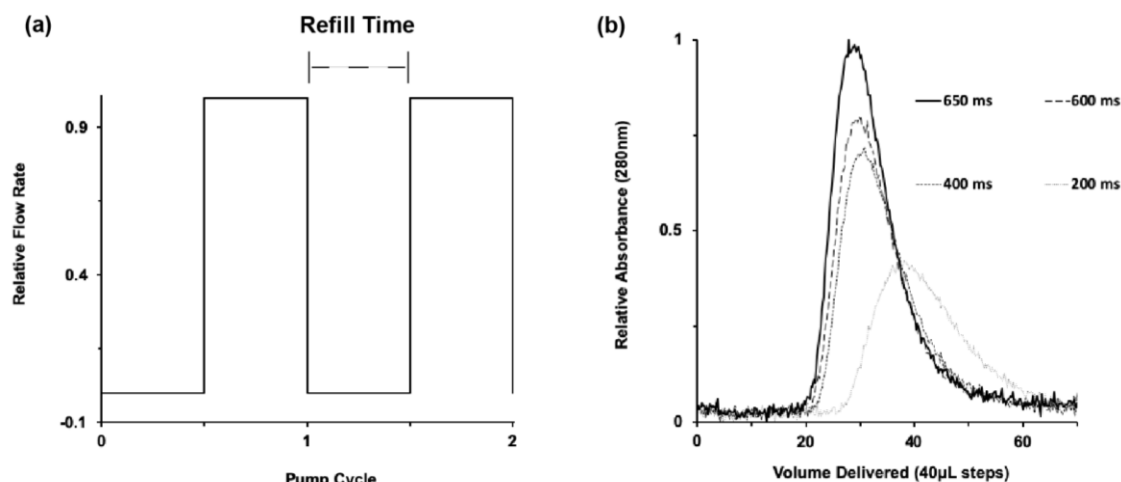 (a)
Refill Time
0.9
0.4
-0.1
0
1
2
Relative Flow Rate
Pump Cycle
(b)
1
0.5
0
0
20
40
60
Relative Absorbance (280nm)
Volume Delivered (40µL steps)
650 ms
600 ms
400 ms
200 ms